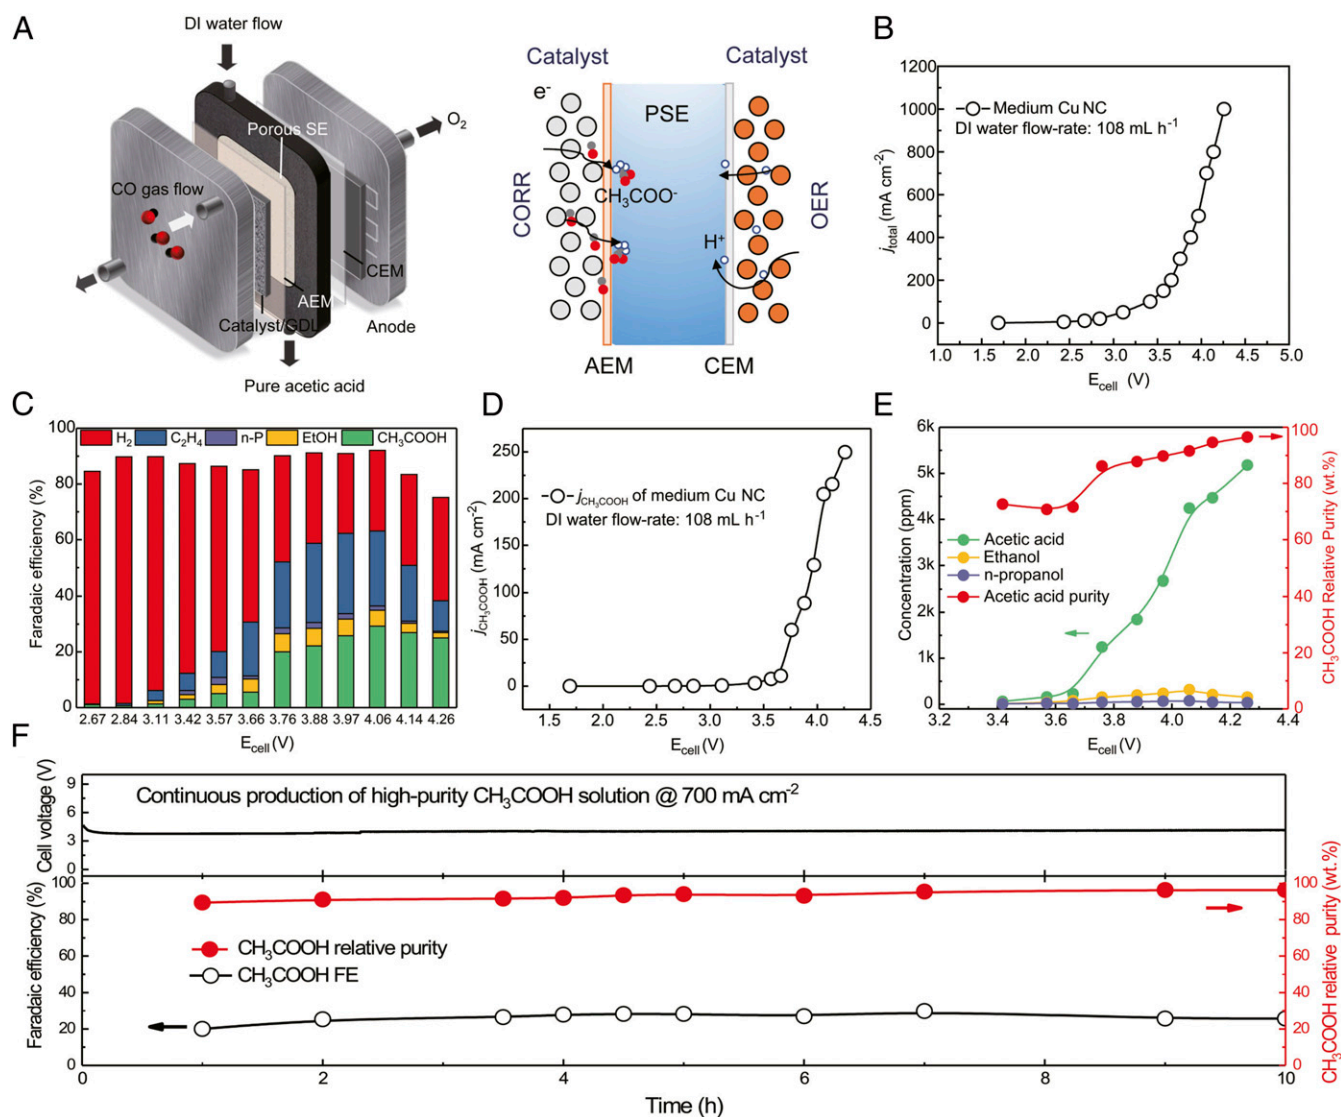 A
DI water flow
Porous SE
O₂
CO gas flow
CEM
AEM
Catalyst/GDL
Anode
Pure acetic acid
Catalyst
Catalyst
e⁻
PSE
CORR
CH₃COO⁻
OER
H⁺
AEM
CEM
B
1200
1000
800
600
400
200
0
j_total (mA cm⁻²)
Medium Cu NC
DI water flow-rate: 108 mL h⁻¹
1.0 1.5 2.0 2.5 3.0 3.5 4.0 4.5 5.0
E_cell (V)
C
100
80
60
40
20
0
Faradaic efficiency (%)
H₂ C₂H₄ n-P EtOH CH₃COOH
2.67 2.84 3.11 3.42 3.57 3.66 3.76 3.88 3.97 4.06 4.14 4.26
E_cell (V)
D
250
200
150
100
50
0
j_CH₃COOH (mA cm⁻²)
j_CH₃COOH of medium Cu NC
DI water flow-rate: 108 mL h⁻¹
1.5 2.0 2.5 3.0 3.5 4.0 4.5
E_cell (V)
E
6k
5k
4k
3k
2k
1k
0
Concentration (ppm)
Acetic acid
Ethanol
n-propanol
Acetic acid purity
100
80
60
40
20
0
CH₃COOH Relative Purity (wt.%)
3.2 3.4 3.6 3.8 4.0 4.2 4.4
E_cell (V)
F
9
6
3
0
Cell voltage (V)
Continuous production of high-purity CH₃COOH solution @ 700 mA cm⁻²
100
80
60
40
20
0
Faradaic efficiency (%)
CH₃COOH relative purity
CH₃COOH FE
100
80
60
40
20
0
CH₃COOH relative purity (wt.%)
0 2 4 6 8 10
Time (h)